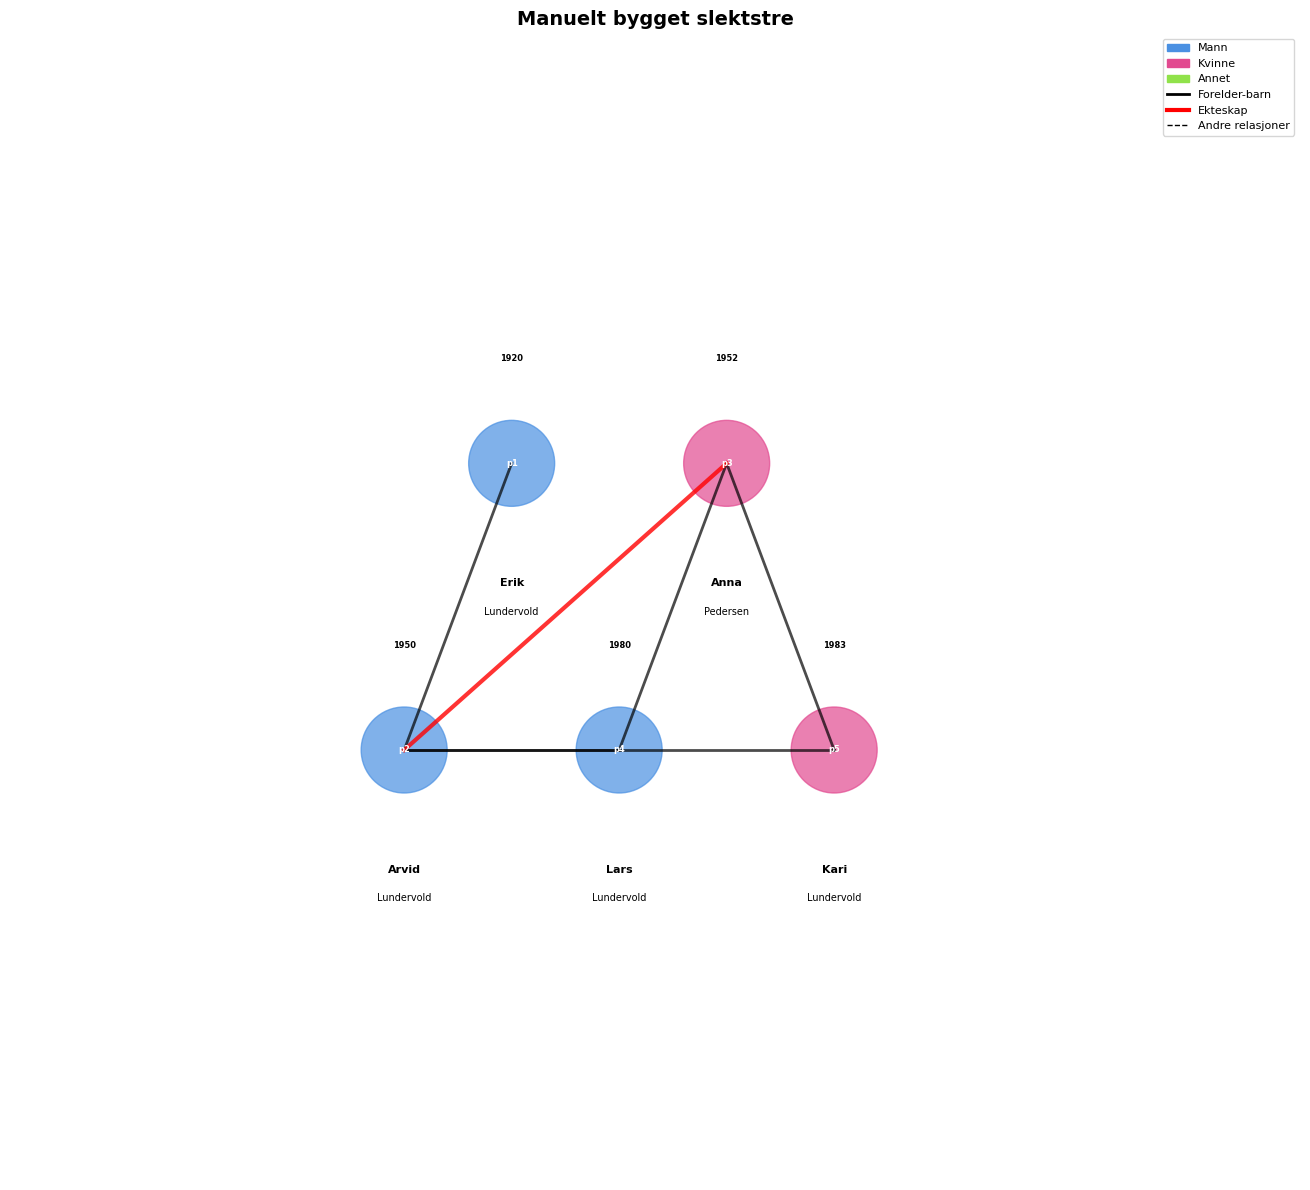 Manuelt bygget slektstre
Mann
Kvinne
Annet
Forelder-barn
Ekteskap
Andre relasjoner
1920
1952
p1
p3
Erik
Lundervold
Anna
Pedersen
1950
1980
1983
p2
p4
p5
Arvid
Lundervold
Lars
Lundervold
Kari
Lundervold